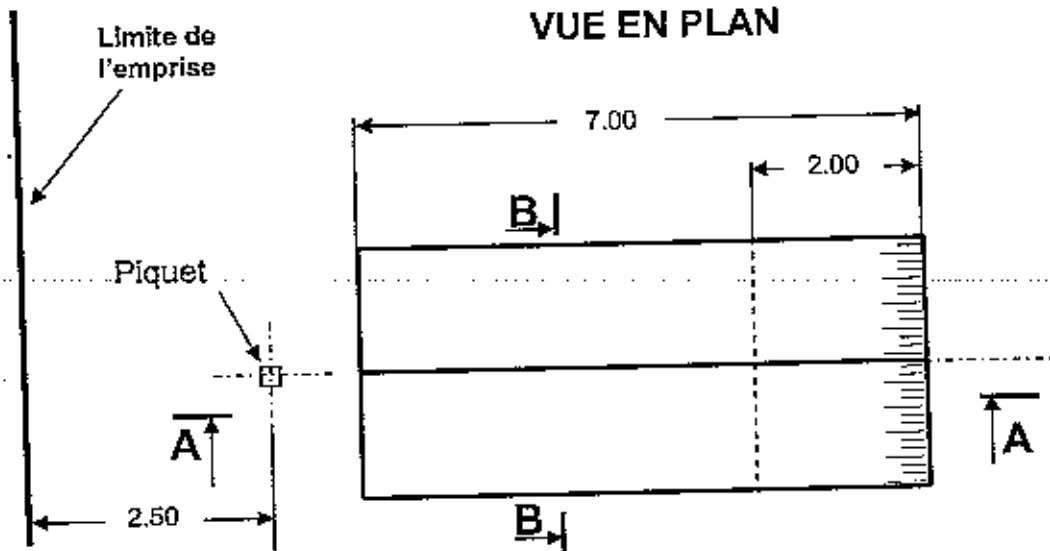 VUE EN PLAN
Limite de
l'emprise
7.00
2.00
B
Piquet
A
A
2.50
B